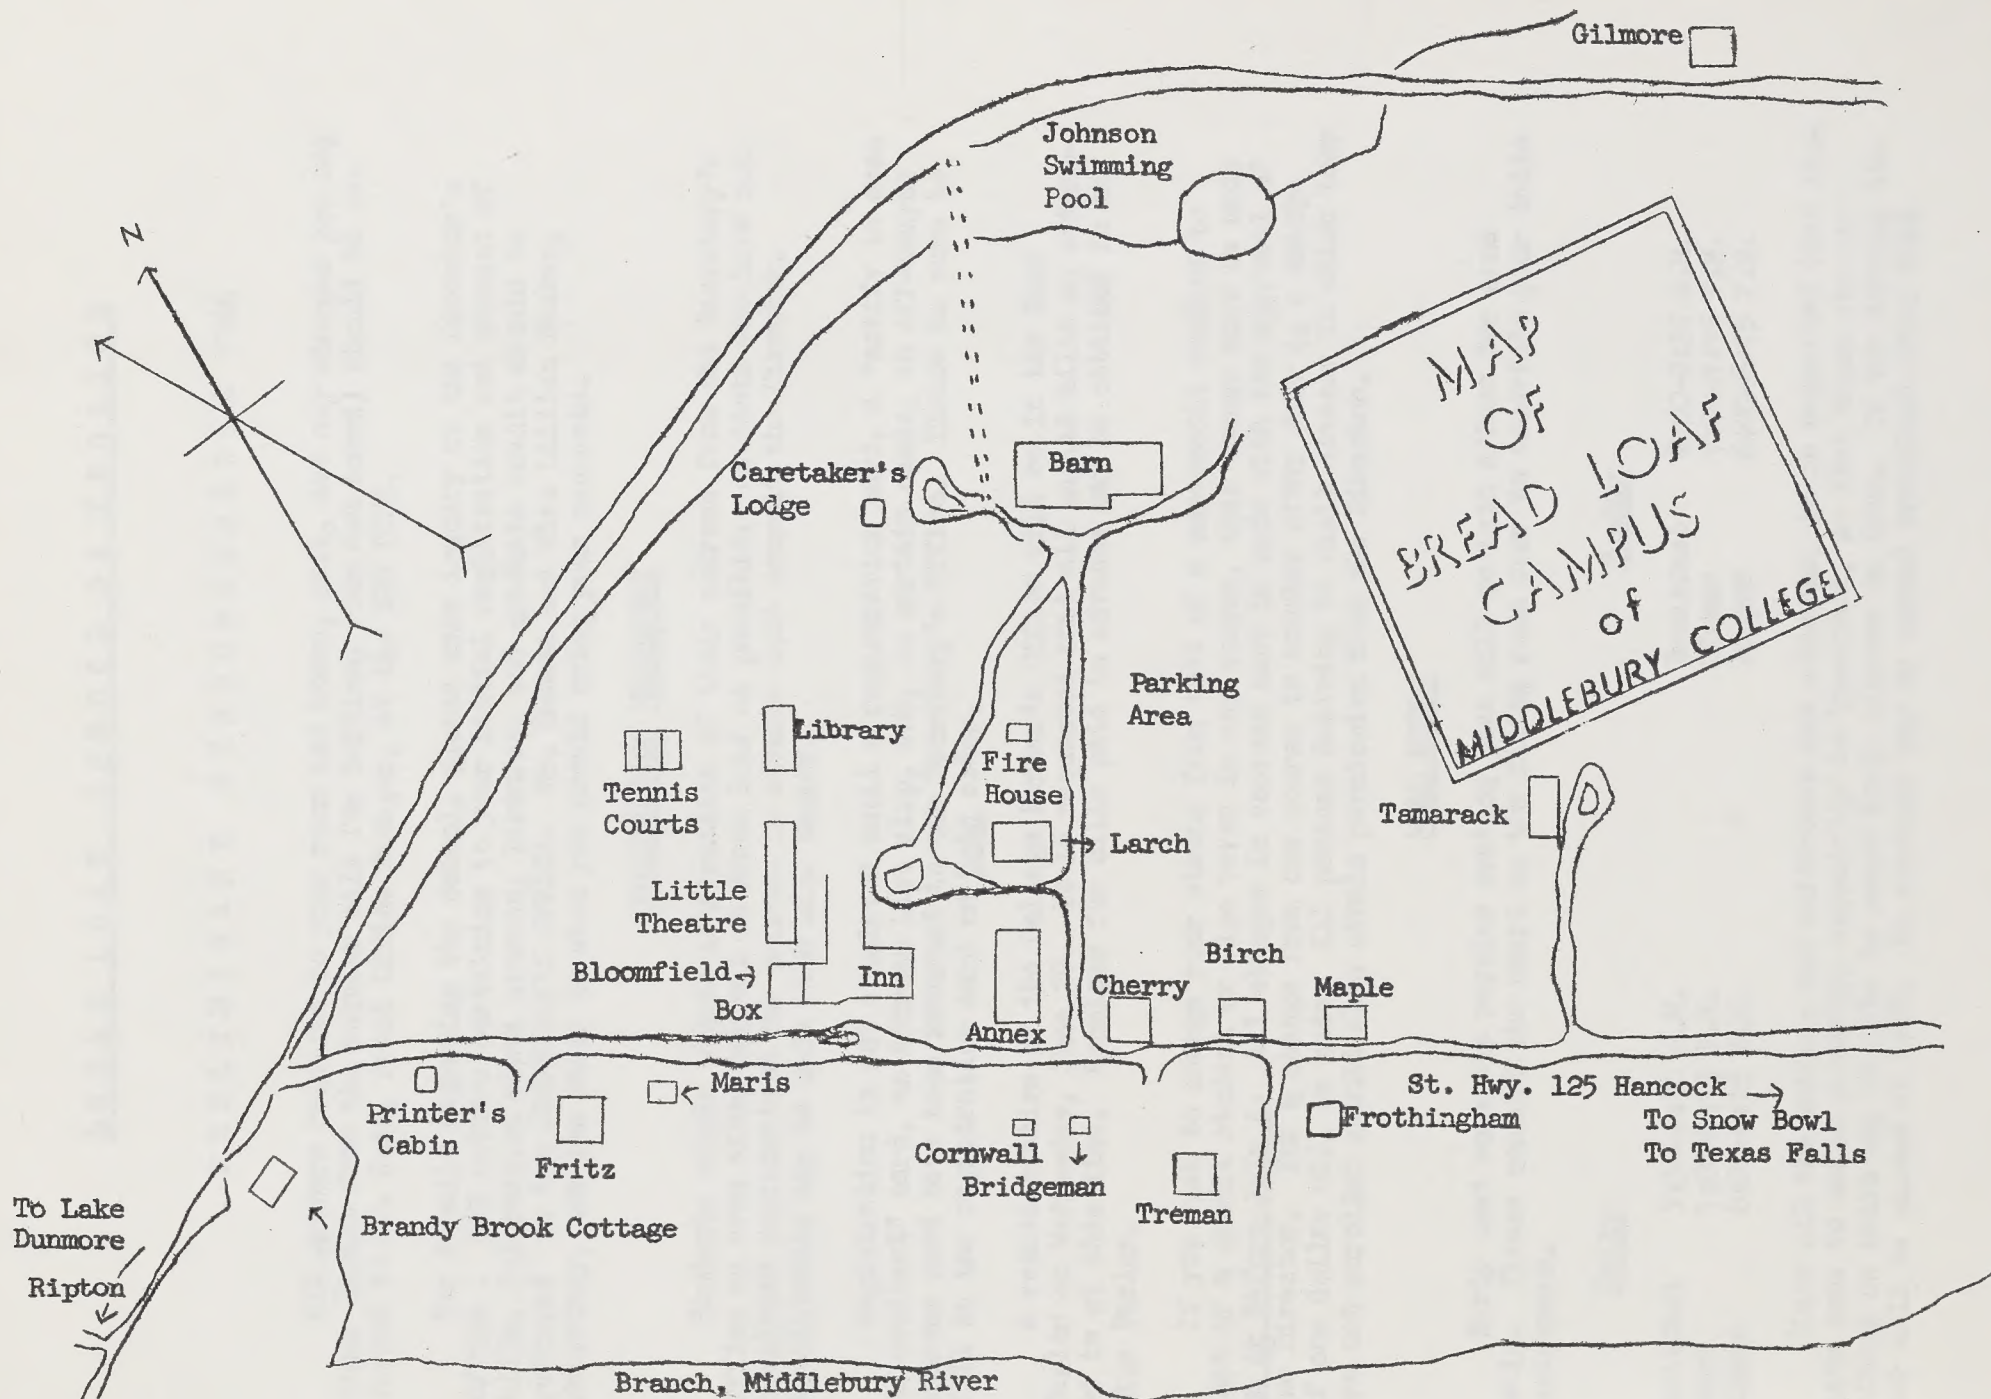 Gilmore
Johnson
Swimming
Pool
N
MAP
OF
BREAD LOAF
CAMPUS
of
MIDDLEBURY COLLEGE
Caretaker's
Lodge
Barn
Parking
Area
Library
Tennis
Courts
Fire
House
Larch
Tamarack
Little
Theatre
Bloomfield
Box
Inn
Annex
Cherry
Birch
Maple
Printer's
Cabin
Fritz
Maris
Cornwall
Bridgeman
Treman
Frothingham
St. Hwy. 125 Hancock
To Snow Bowl
To Texas Falls
To Lake
Dunmore
Ripton
Brandy Brook Cottage
Branch, Middlebury River